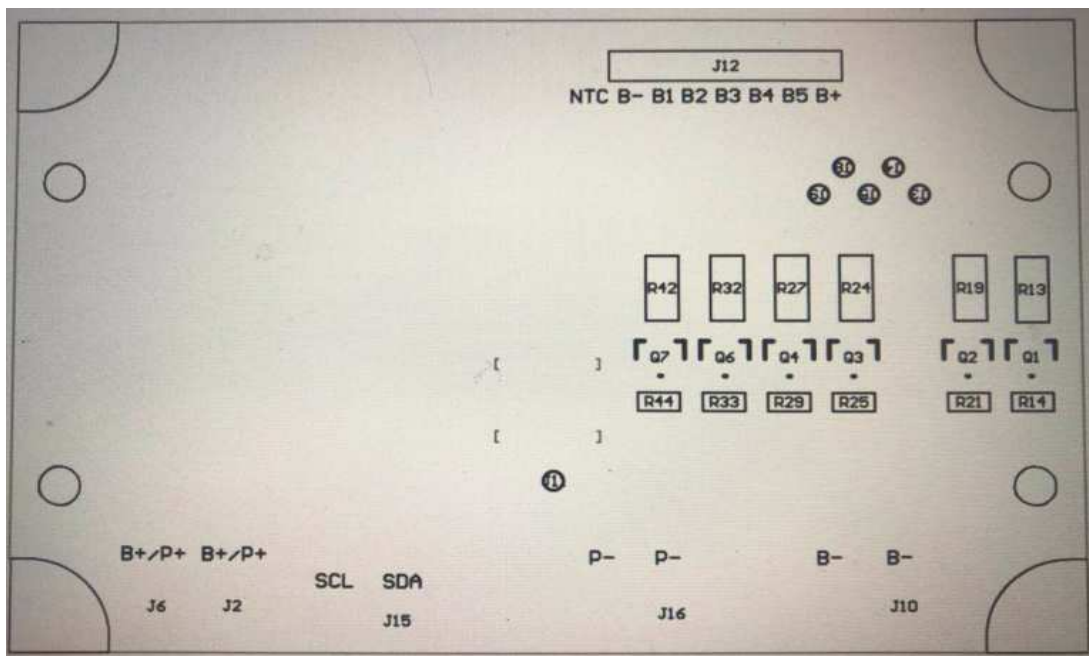 J12
NTC B- B1 B2 B3 B4 B5 B+
R42 R32 R27 R24 R19 R13
Q7 Q6 Q4 Q3 Q2 Q1
R44 R33 R29 R25 R21 R14
J1
B+/P+ B+/P+ P- P- B- B-
SCL SDA
J6 J2 J15 J16 J10